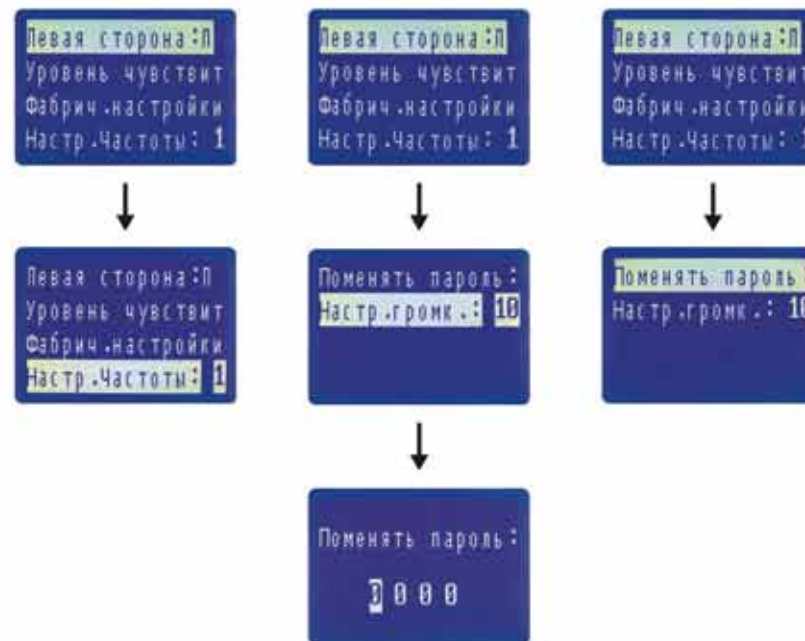 Левая сторона:Л
Уровень чувствит
Фабрич.настройки
Настр.Частоты: 1
Левая сторона:Л
Уровень чувствит
Фабрич.настройки
Настр.Частоты: 1
Левая сторона:Л
Уровень чувствит
Фабрич.настройки
Настр.Частоты:
Левая сторона:Л
Уровень чувствит
Фабрич.настройки
Настр.Частоты: 1
Поменять пароль:
Настр.громк.: 10
Поменять пароль:
Настр.громк.: 10
Поменять пароль:
0 0 0 0